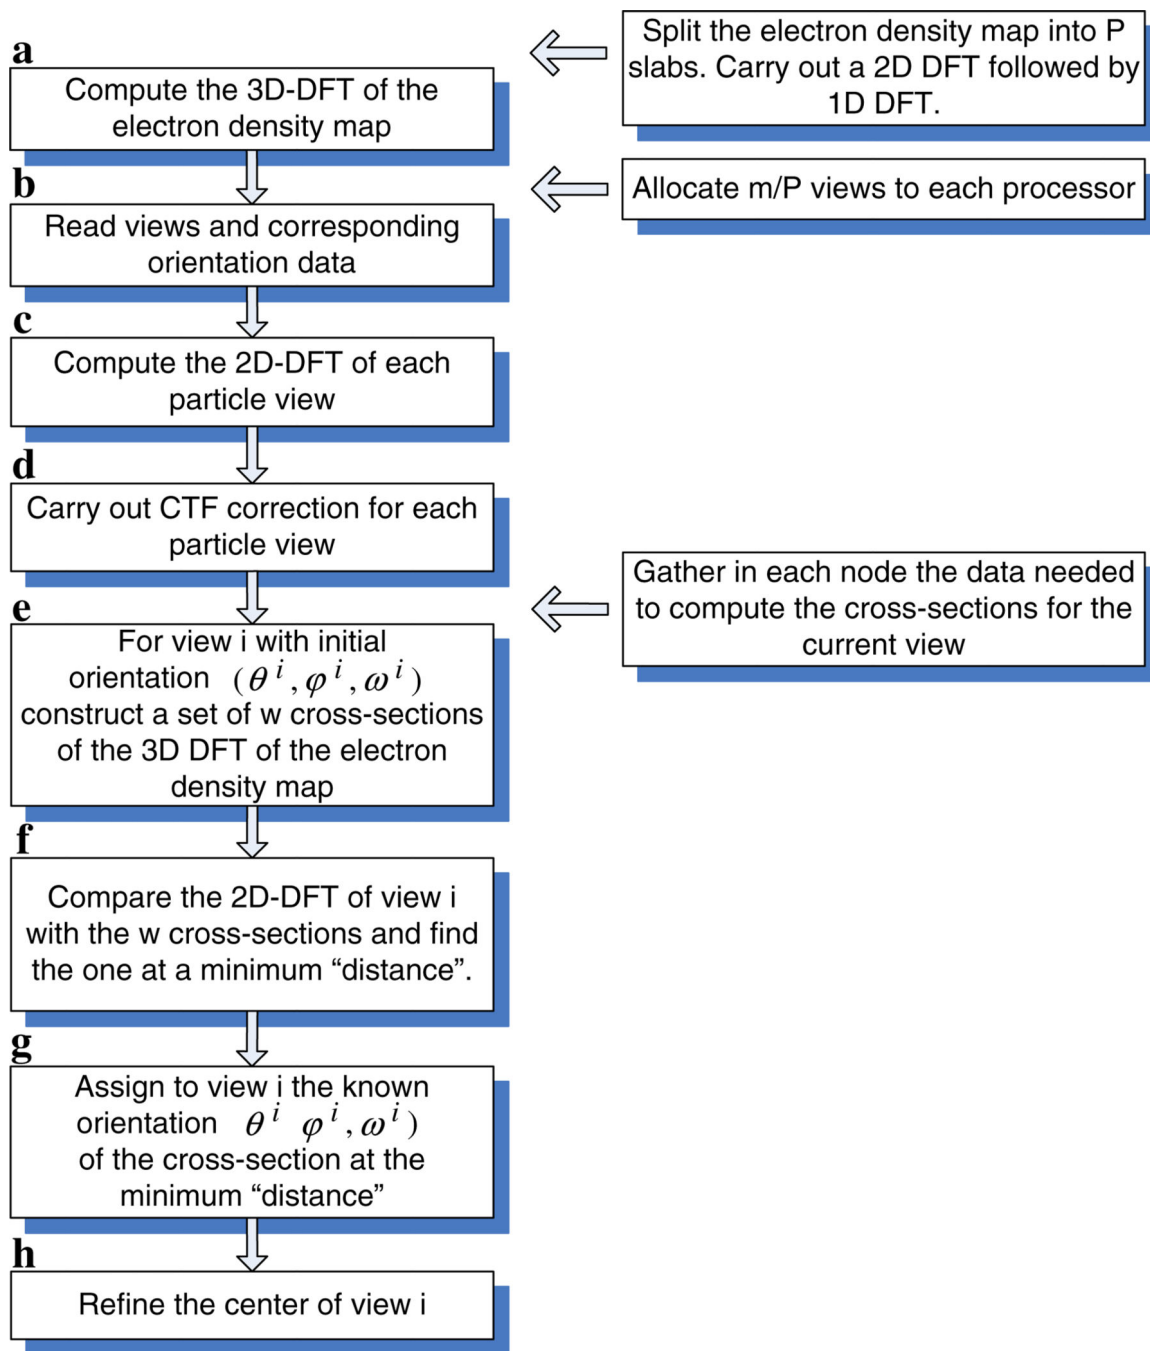 a
Compute the 3D-DFT of the
electron density map
Split the electron density map into P
slabs. Carry out a 2D DFT followed by
1D DFT.
b
Read views and corresponding
orientation data
Allocate m/P views to each processor
c
Compute the 2D-DFT of each
particle view
d
Carry out CTF correction for each
particle view
e
For view i with initial
orientation (θ^i, φ^i, ω^i)
construct a set of w cross-sections
of the 3D DFT of the electron
density map
Gather in each node the data needed
to compute the cross-sections for the
current view
f
Compare the 2D-DFT of view i
with the w cross-sections and find
the one at a minimum “distance”.
g
Assign to view i the known
orientation θ^i φ^i, ω^i)
of the cross-section at the
minimum “distance”
h
Refine the center of view i